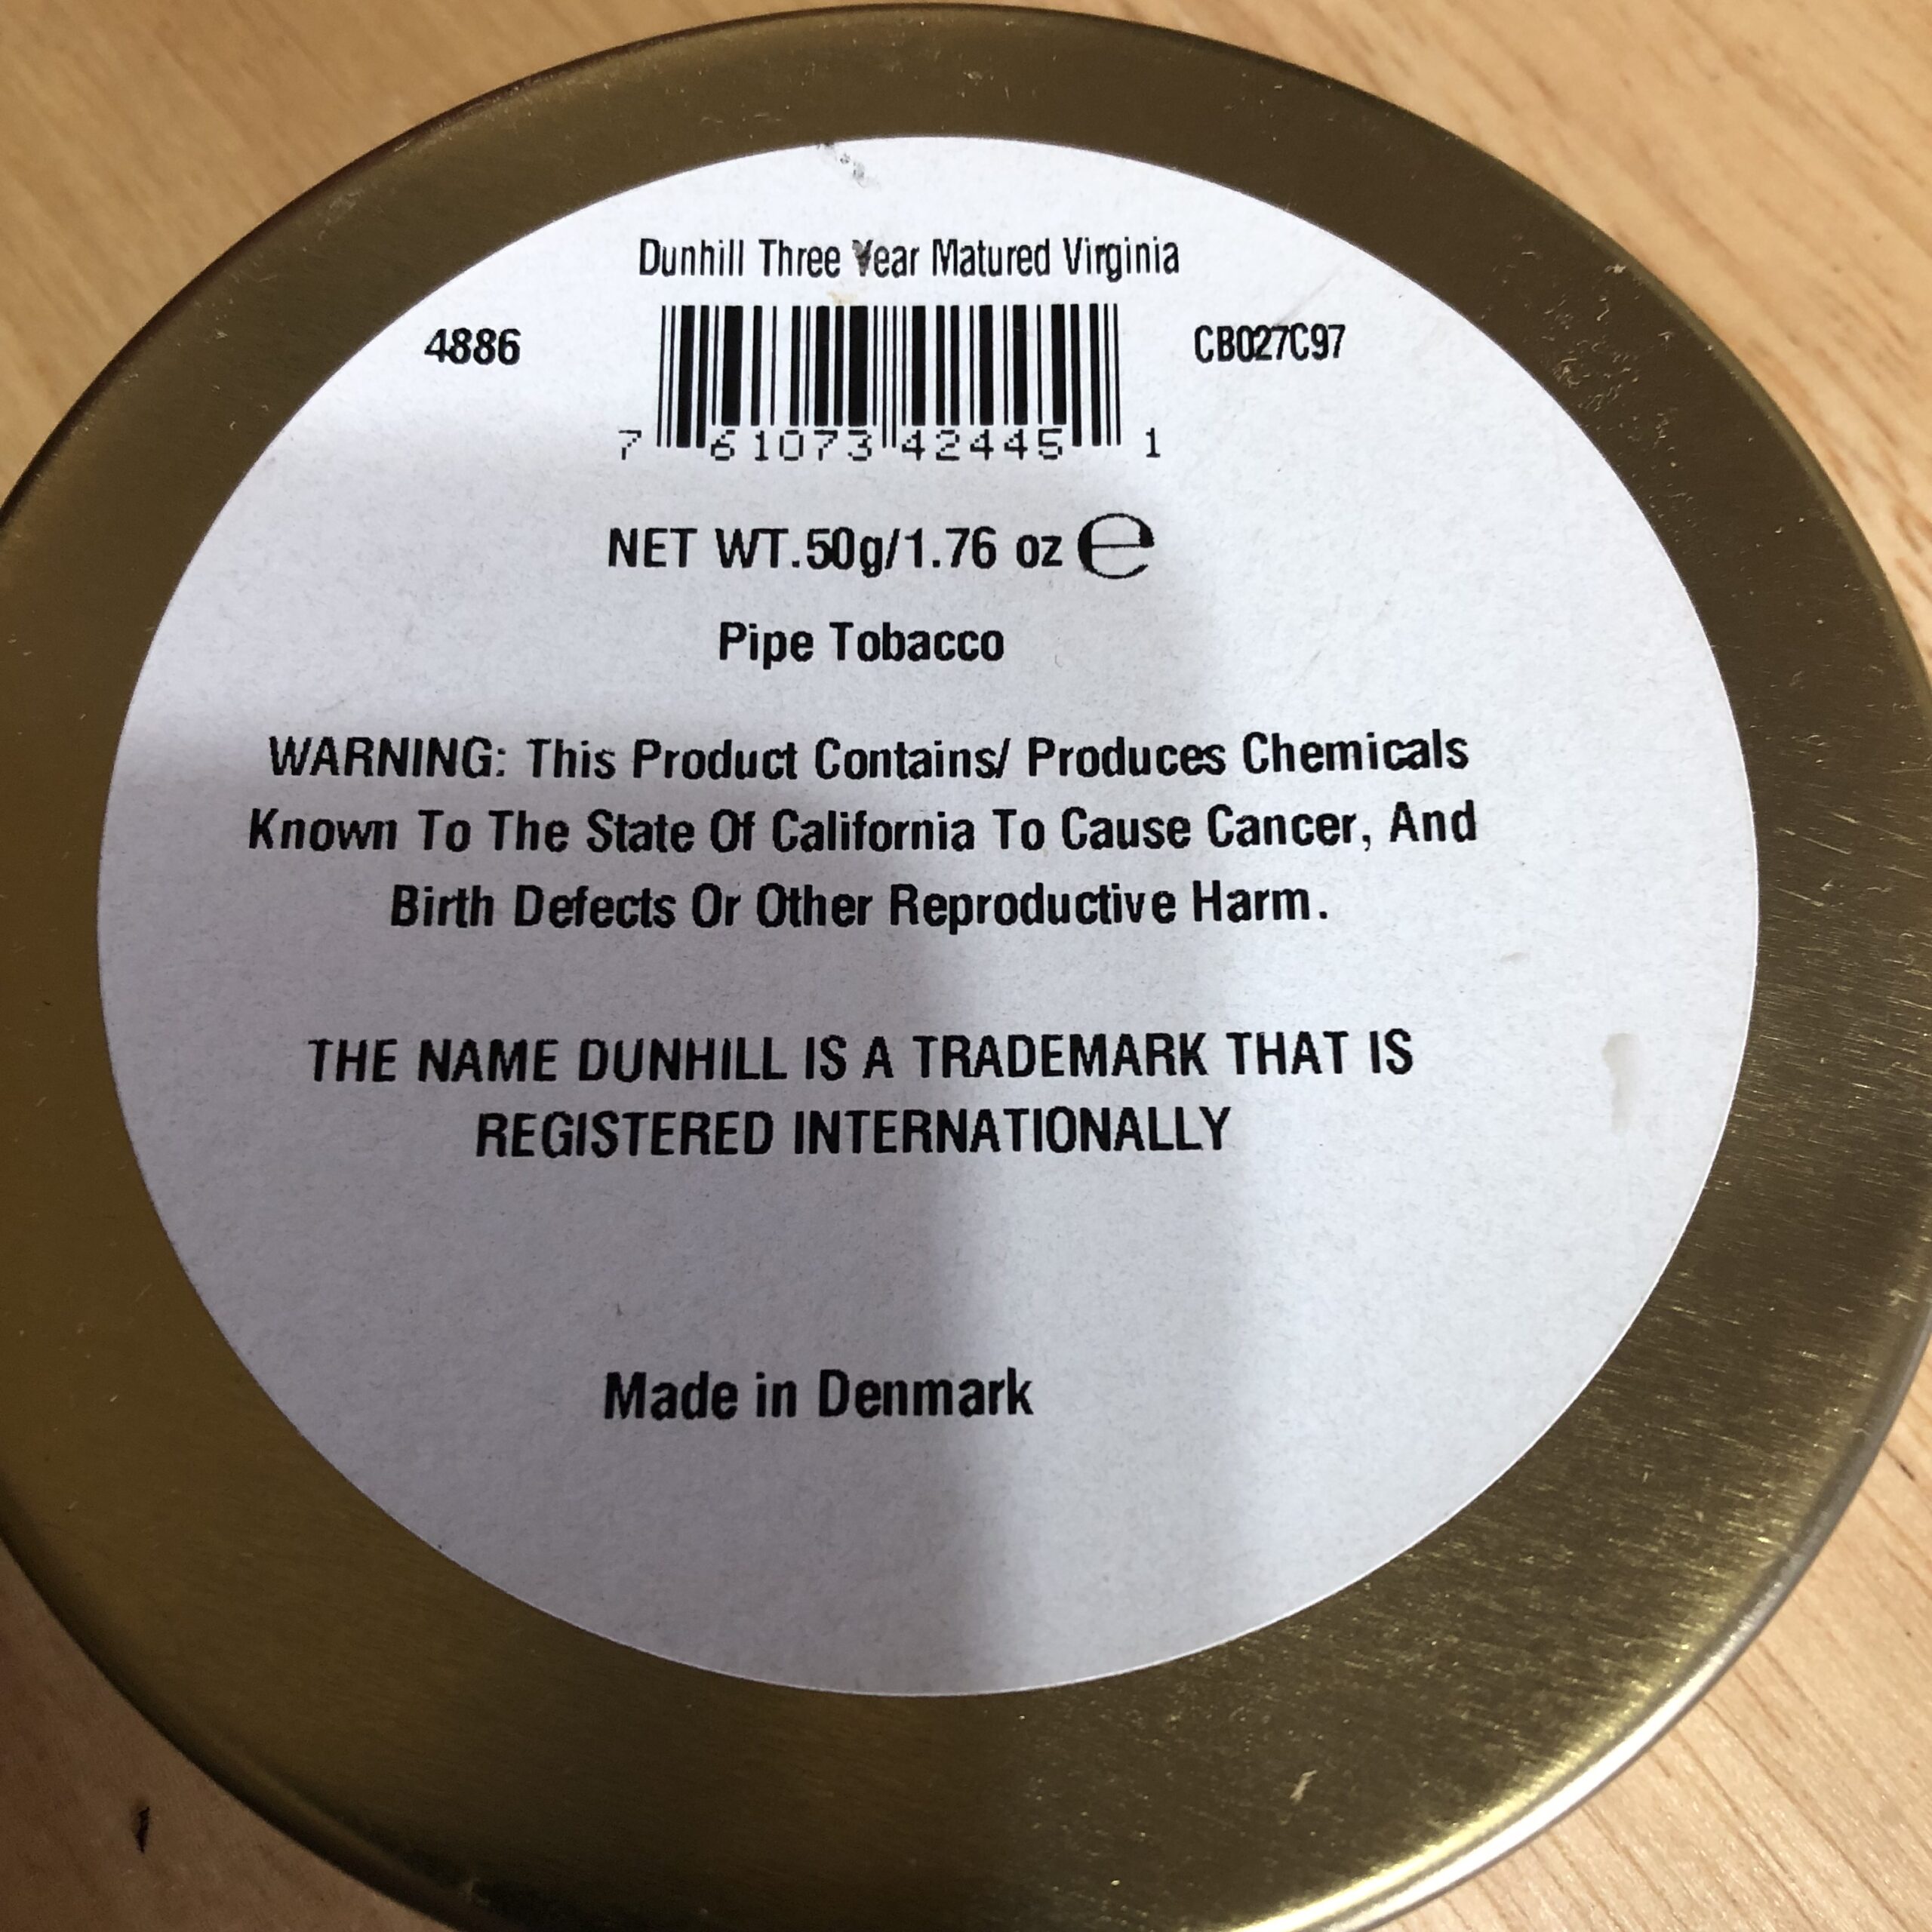 Dunhill Three Year Matured Virginia
4886
CB027C97
7 61073 42445 1
NET WT.50g/1.76 oz ℮
Pipe Tobacco
WARNING: This Product Contains/ Produces Chemicals
Known To The State Of California To Cause Cancer, And
Birth Defects Or Other Reproductive Harm.
THE NAME DUNHILL IS A TRADEMARK THAT IS
REGISTERED INTERNATIONALLY
Made in Denmark